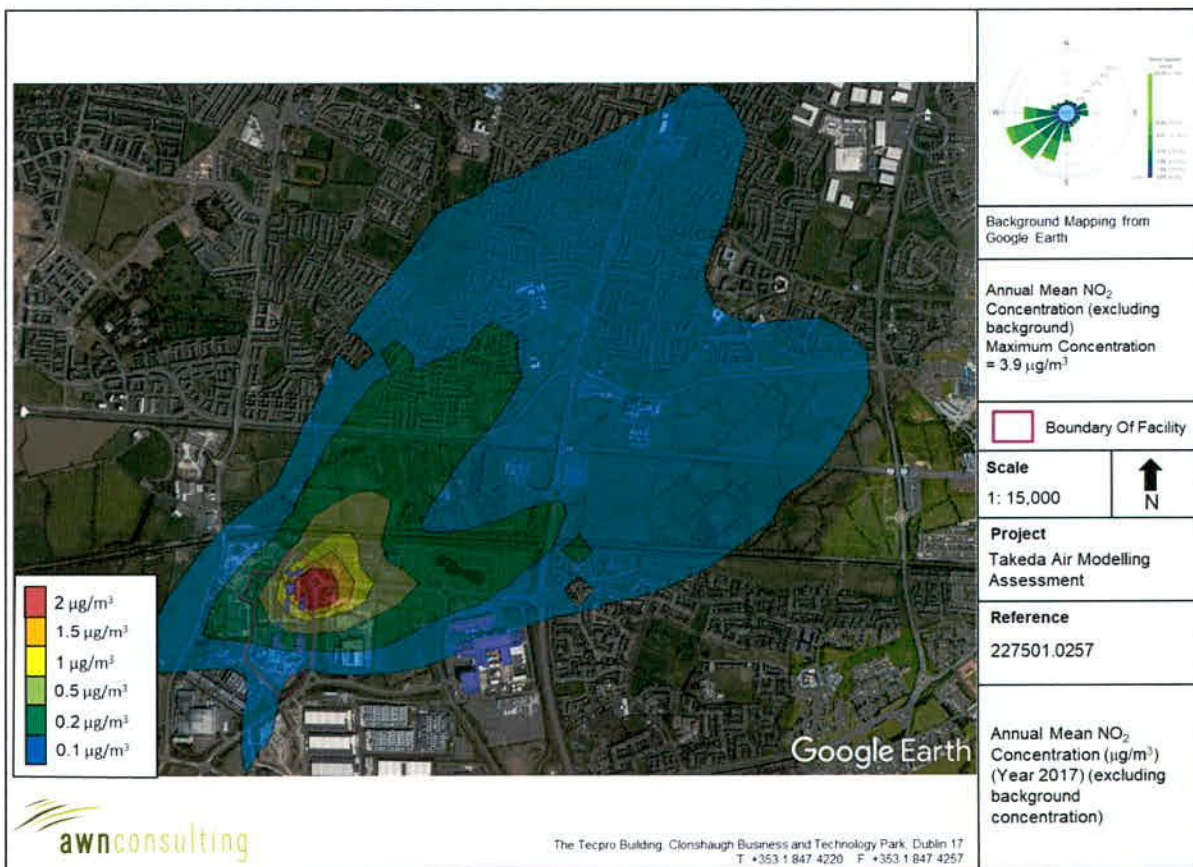 N
W
E
S
Background Mapping from
Google Earth
Annual Mean NO₂
Concentration (excluding
background)
Maximum Concentration
= 3.9 µg/m³
Boundary Of Facility
Scale
1: 15,000
N
Project
Takeda Air Modelling
Assessment
Reference
227501.0257
Annual Mean NO₂
Concentration (µg/m³)
(Year 2017) (excluding
background
concentration)
2 µg/m³
1.5 µg/m³
1 µg/m³
0.5 µg/m³
0.2 µg/m³
0.1 µg/m³
Google Earth
awnconsulting
The Tecpro Building, Clonshaugh Business and Technology Park, Dublin 17
T +353 1 847 4220 F +353 1 847 4257